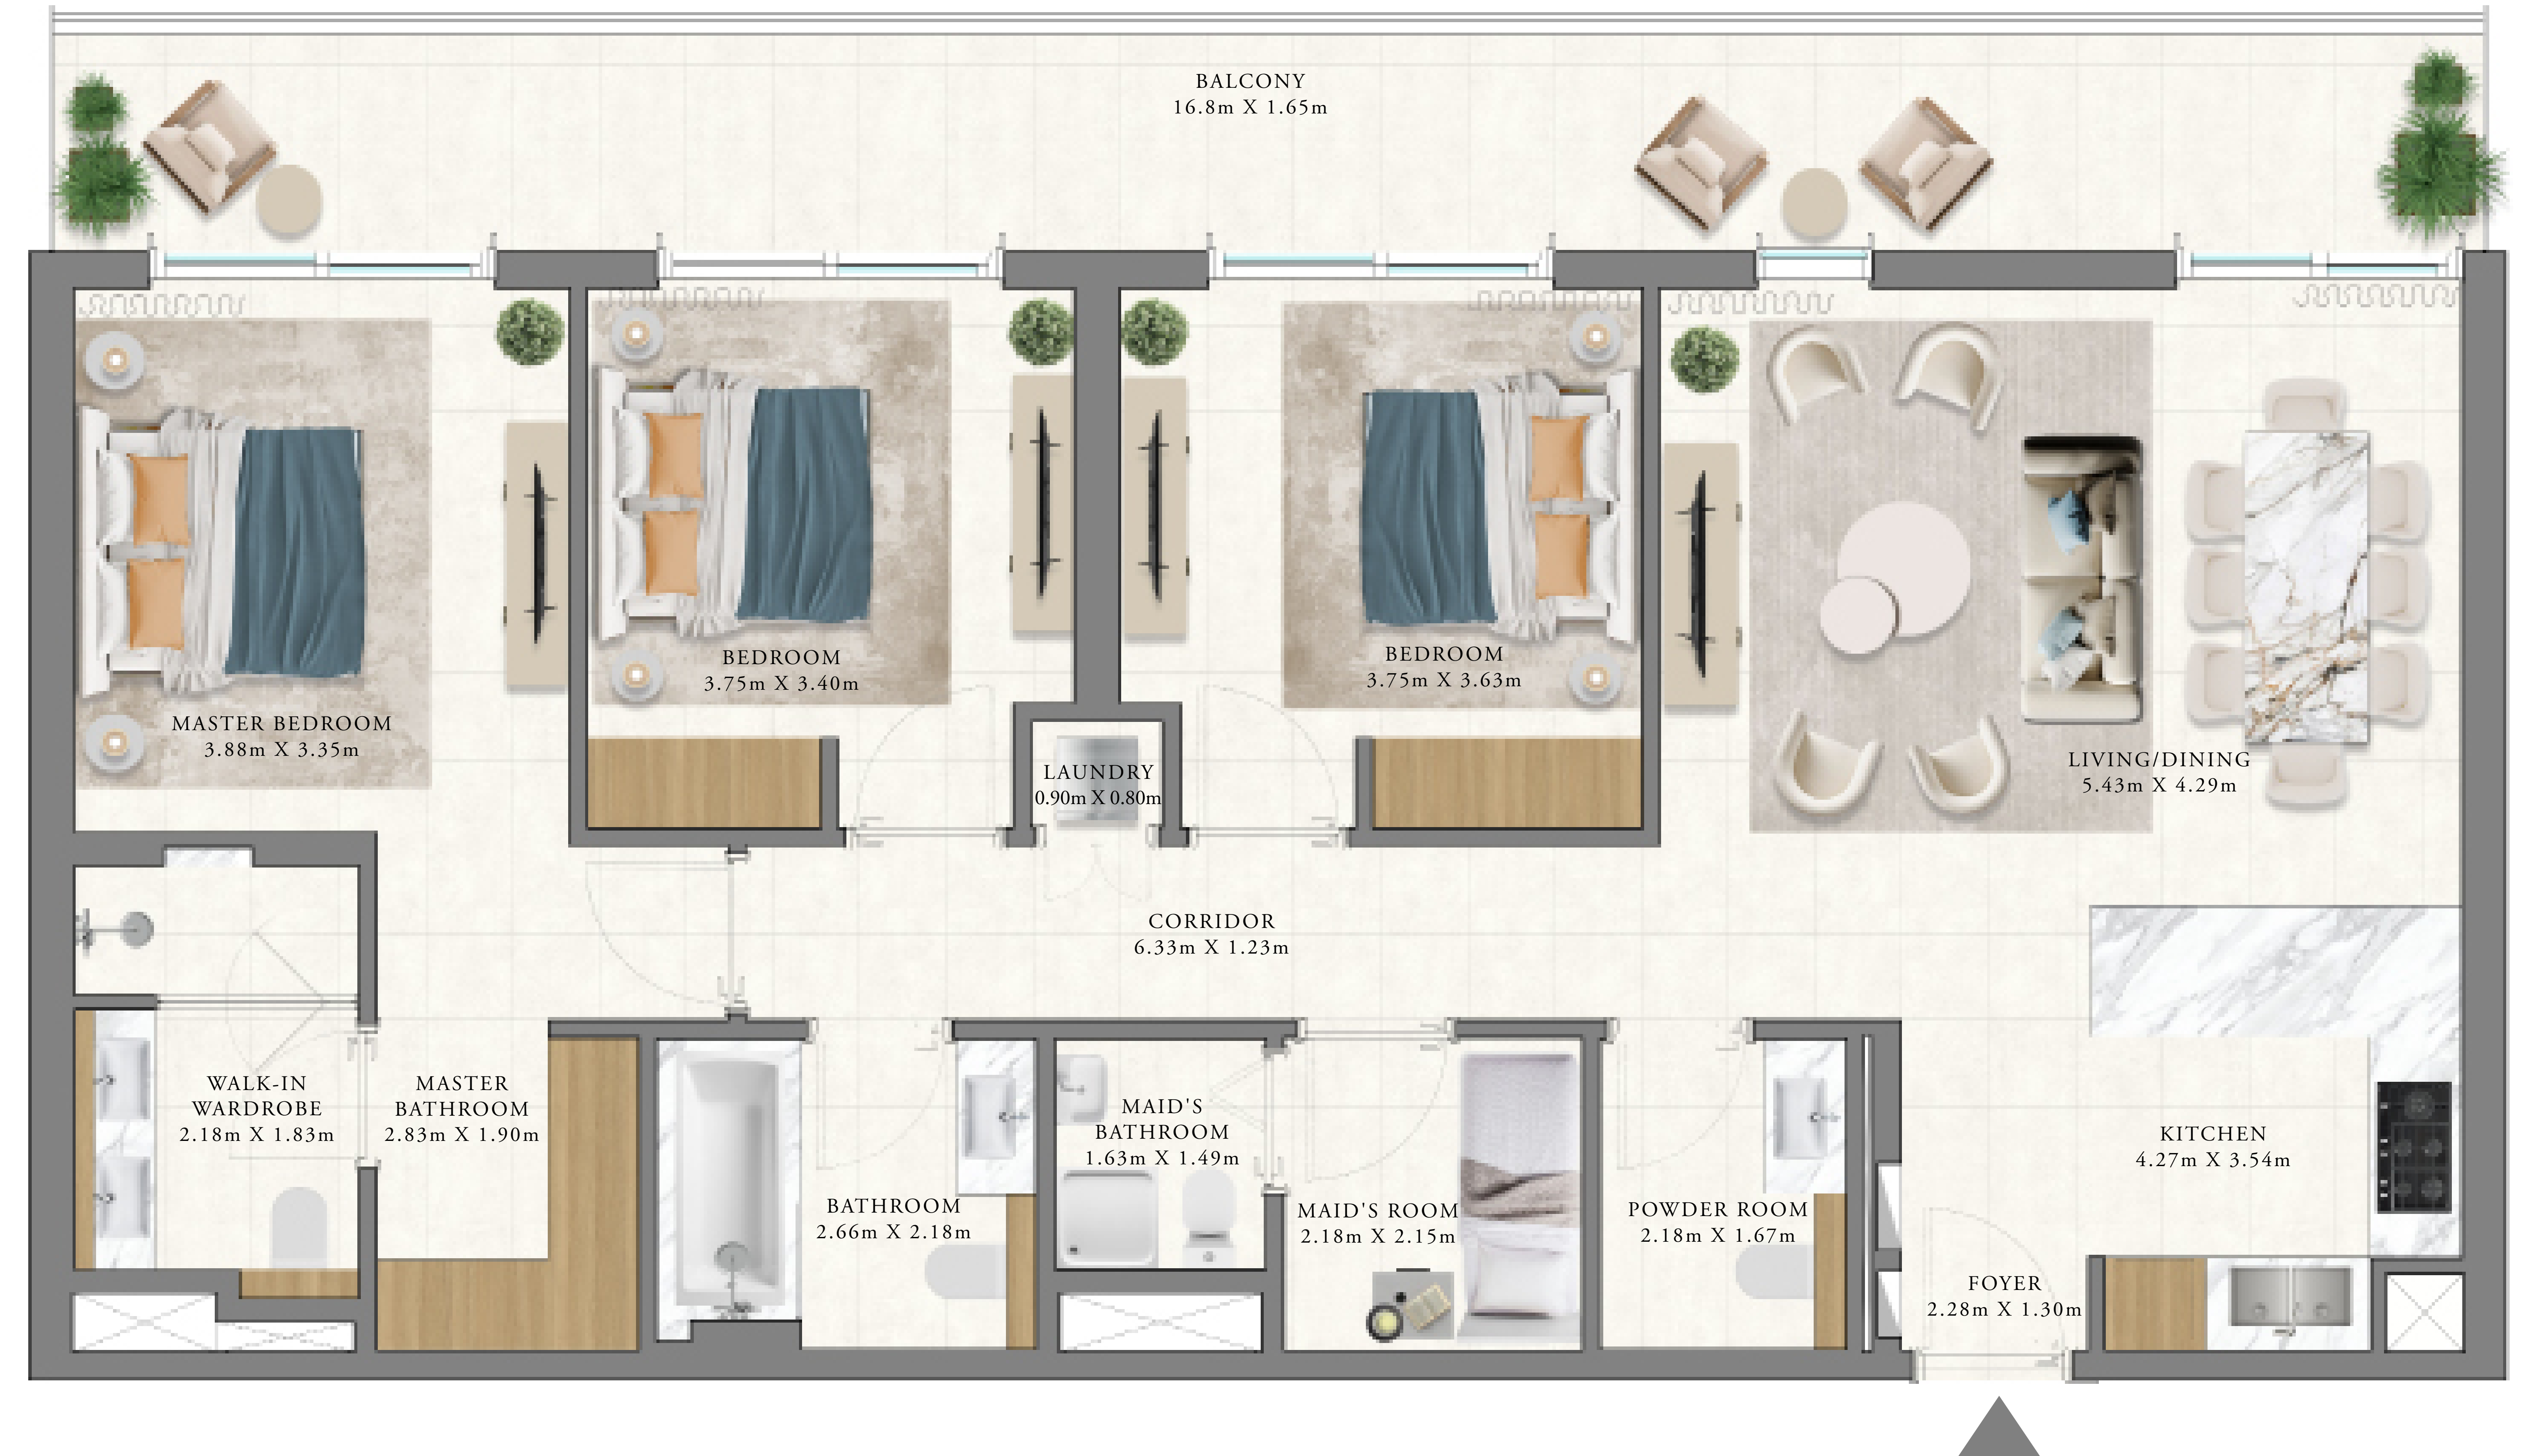 BALCONY
16.8m X 1.65m
MASTER BEDROOM
3.88m X 3.35m
BEDROOM
3.75m X 3.40m
BEDROOM
3.75m X 3.63m
LAUNDRY
0.90m X 0.80m
LIVING/DINING
5.43m X 4.29m
CORRIDOR
6.33m X 1.23m
WALK-IN
WARDROBE
2.18m X 1.83m
MASTER
BATHROOM
2.83m X 1.90m
BATHROOM
2.66m X 2.18m
MAID'S
BATHROOM
1.63m X 1.49m
MAID'S ROOM
2.18m X 2.15m
POWDER ROOM
2.18m X 1.67m
FOYER
2.28m X 1.30m
KITCHEN
4.27m X 3.54m